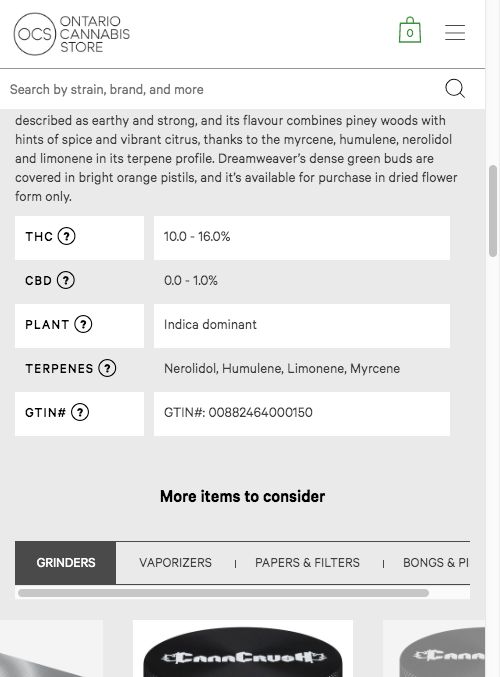 OCS ONTARIO
CANNABIS
STORE
0
Search by strain, brand, and more
described as earthy and strong, and its flavour combines piney woods with
hints of spice and vibrant citrus, thanks to the myrcene, humulene, nerolidol
and limonene in its terpene profile. Dreamweaver's dense green buds are
covered in bright orange pistils, and it's available for purchase in dried flower
form only.
THC ? 10.0 - 16.0%
CBD ? 0.0 - 1.0%
PLANT ? Indica dominant
TERPENES ? Nerolidol, Humulene, Limonene, Myrcene
GTIN# ? GTIN#: 00882464000150
More items to consider
GRINDERS VAPORIZERS | PAPERS & FILTERS | BONGS & PI
CannaCrush